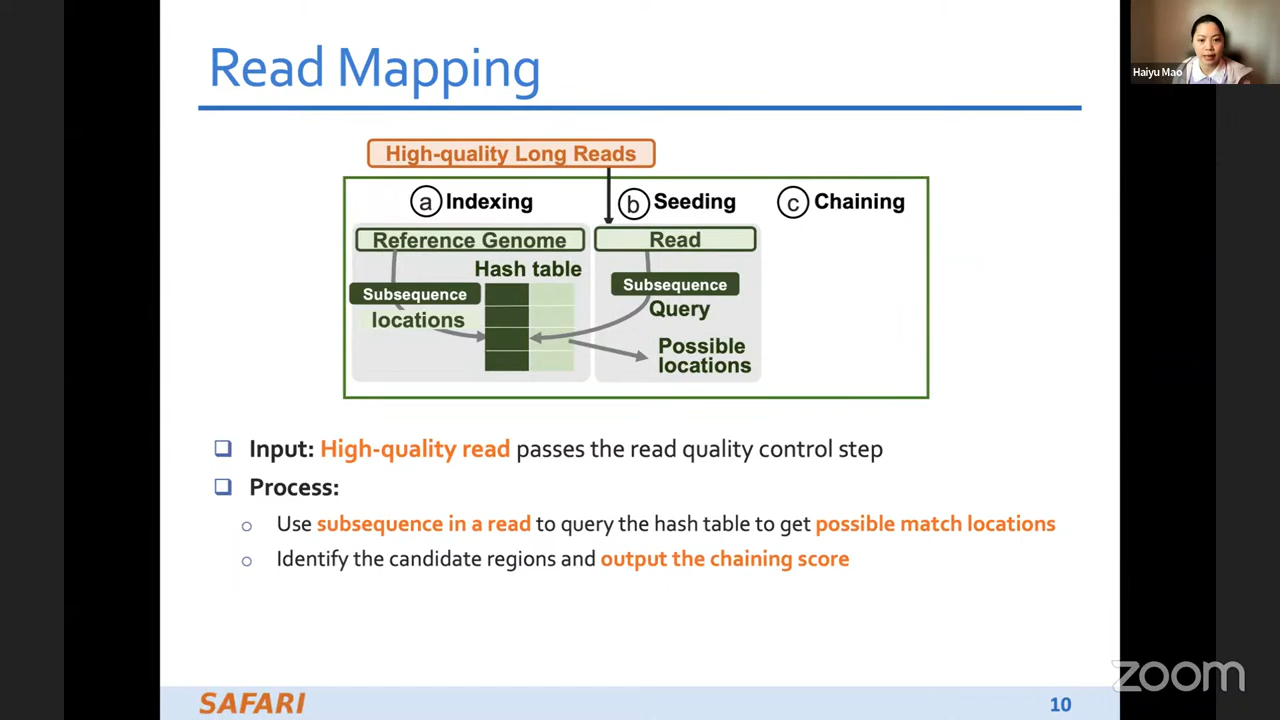 Read Mapping
Haiyu Mao
High-quality Long Reads
a Indexing
b Seeding
c Chaining
Reference Genome
Read
Hash table
Subsequence
Subsequence
locations
Query
Possible
locations
Input: High-quality read passes the read quality control step
Process:
Use subsequence in a read to query the hash table to get possible match locations
Identify the candidate regions and output the chaining score
zoom
SAFARI
10